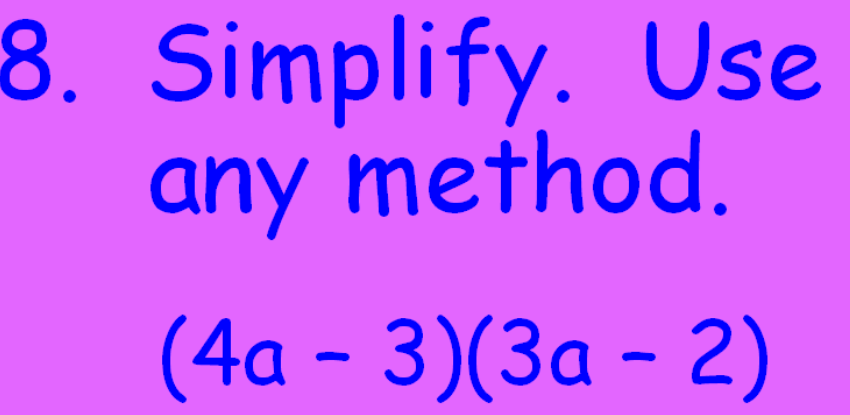 8. Simplify. Use
any method.
(4a – 3)(3a – 2)